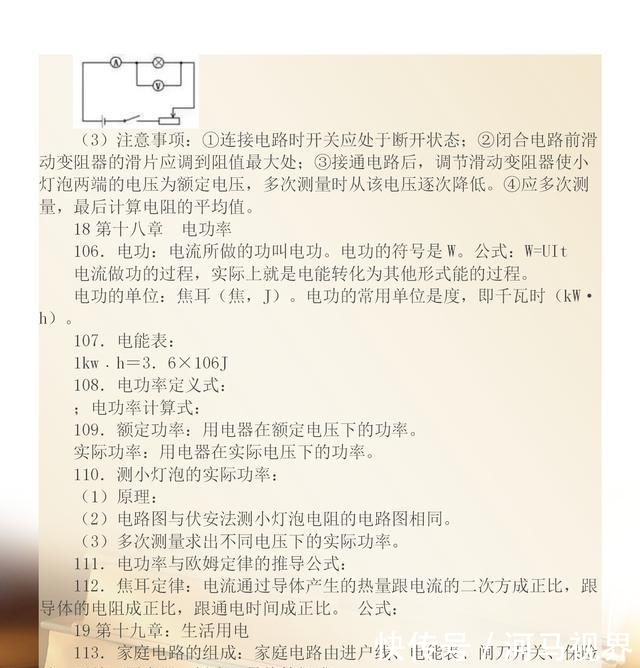 A
V
（3）注意事项：①连接电路时开关应处于断开状态；②闭合电路前滑
动变阻器的滑片应调到阻值最大处；③接通电路后，调节滑动变阻器使小
灯泡两端的电压为额定电压，多次测量时从该电压逐次降低。④应多次测
量，最后计算电阻的平均值。
18 第十八章　电功率
106．电功：电流所做的功叫电功。电功的符号是 W。公式：W=UIt
电流做功的过程，实际上就是电能转化为其他形式能的过程。
电功的单位：焦耳（焦，J）。电功的常用单位是度，即千瓦时（kW·
h）。
107．电能表：
1kw﹒h＝3．6×106J
108．电功率定义式：
；电功率计算式：
109．额定功率：用电器在额定电压下的功率。
实际功率：用电器在实际电压下的功率。
110．测小灯泡的实际功率：
（1）原理：
（2）电路图与伏安法测小灯泡电阻的电路图相同。
（3）多次测量求出不同电压下的实际功率。
111．电功率与欧姆定律的推导公式：
112．焦耳定律：电流通过导体产生的热量跟电流的二次方成正比，跟
导体的电阻成正比，跟通电时间成正比。 公式：
19 第十九章：生活用电
113．家庭电路的组成：家庭电路由进户线、电能表、闸刀开关、保险
快传号／河马视界